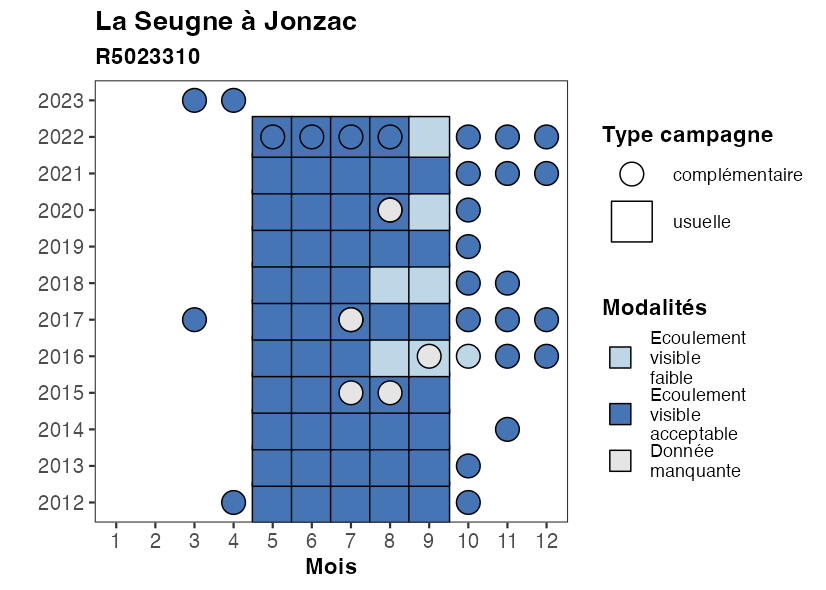 La Seugne à Jonzac
R5023310
2023
2022
2021
2020
2019
2018
2017
2016
2015
2014
2013
2012
1 2 3 4 5 6 7 8 9 10 11 12
Mois
Type campagne
complémentaire
usuelle
Modalités
Ecoulement
visible
faible
Ecoulement
visible
acceptable
Donnée
manquante